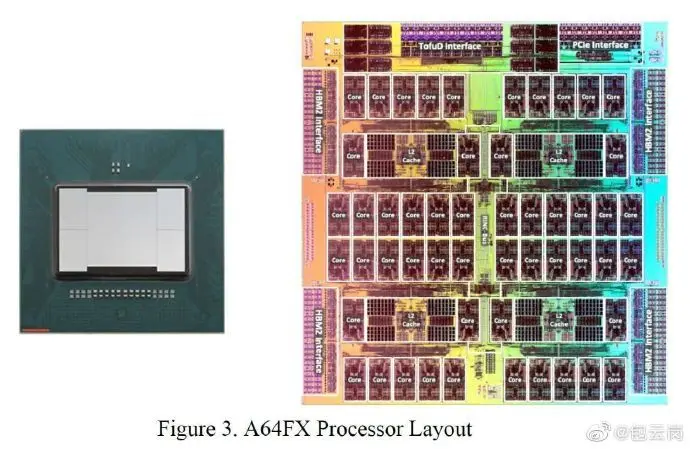 TofuD Interface PCIe Interface
HBM2 Interface
Core Core Core Core Core Core Core Core Core Core
HBM2 Interface
Core L2 Cache Core Core L2 Cache Core
Core Core Core Core Core Core Core Core Core Core Core Core
RING Bus
Core Core Core Core Core Core Core Core Core Core Core Core
HBM2 Interface
Core L2 Cache Core Core L2 Cache Core
HBM2 Interface
Core Core Core Core Core Core Core Core Core Core
Figure 3. A64FX Processor Layout
@包云岗